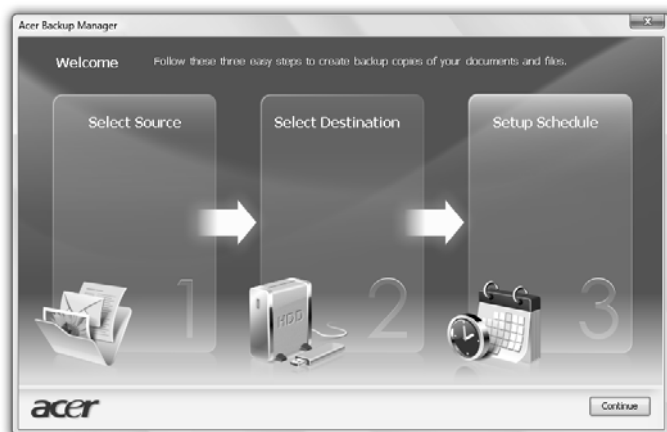 Acer Backup Manager
Welcome Follow these three easy steps to create backup copies of your documents and files.
Select Source
Select Destination
Setup Schedule
1
HDD
2
3
acer
Continue